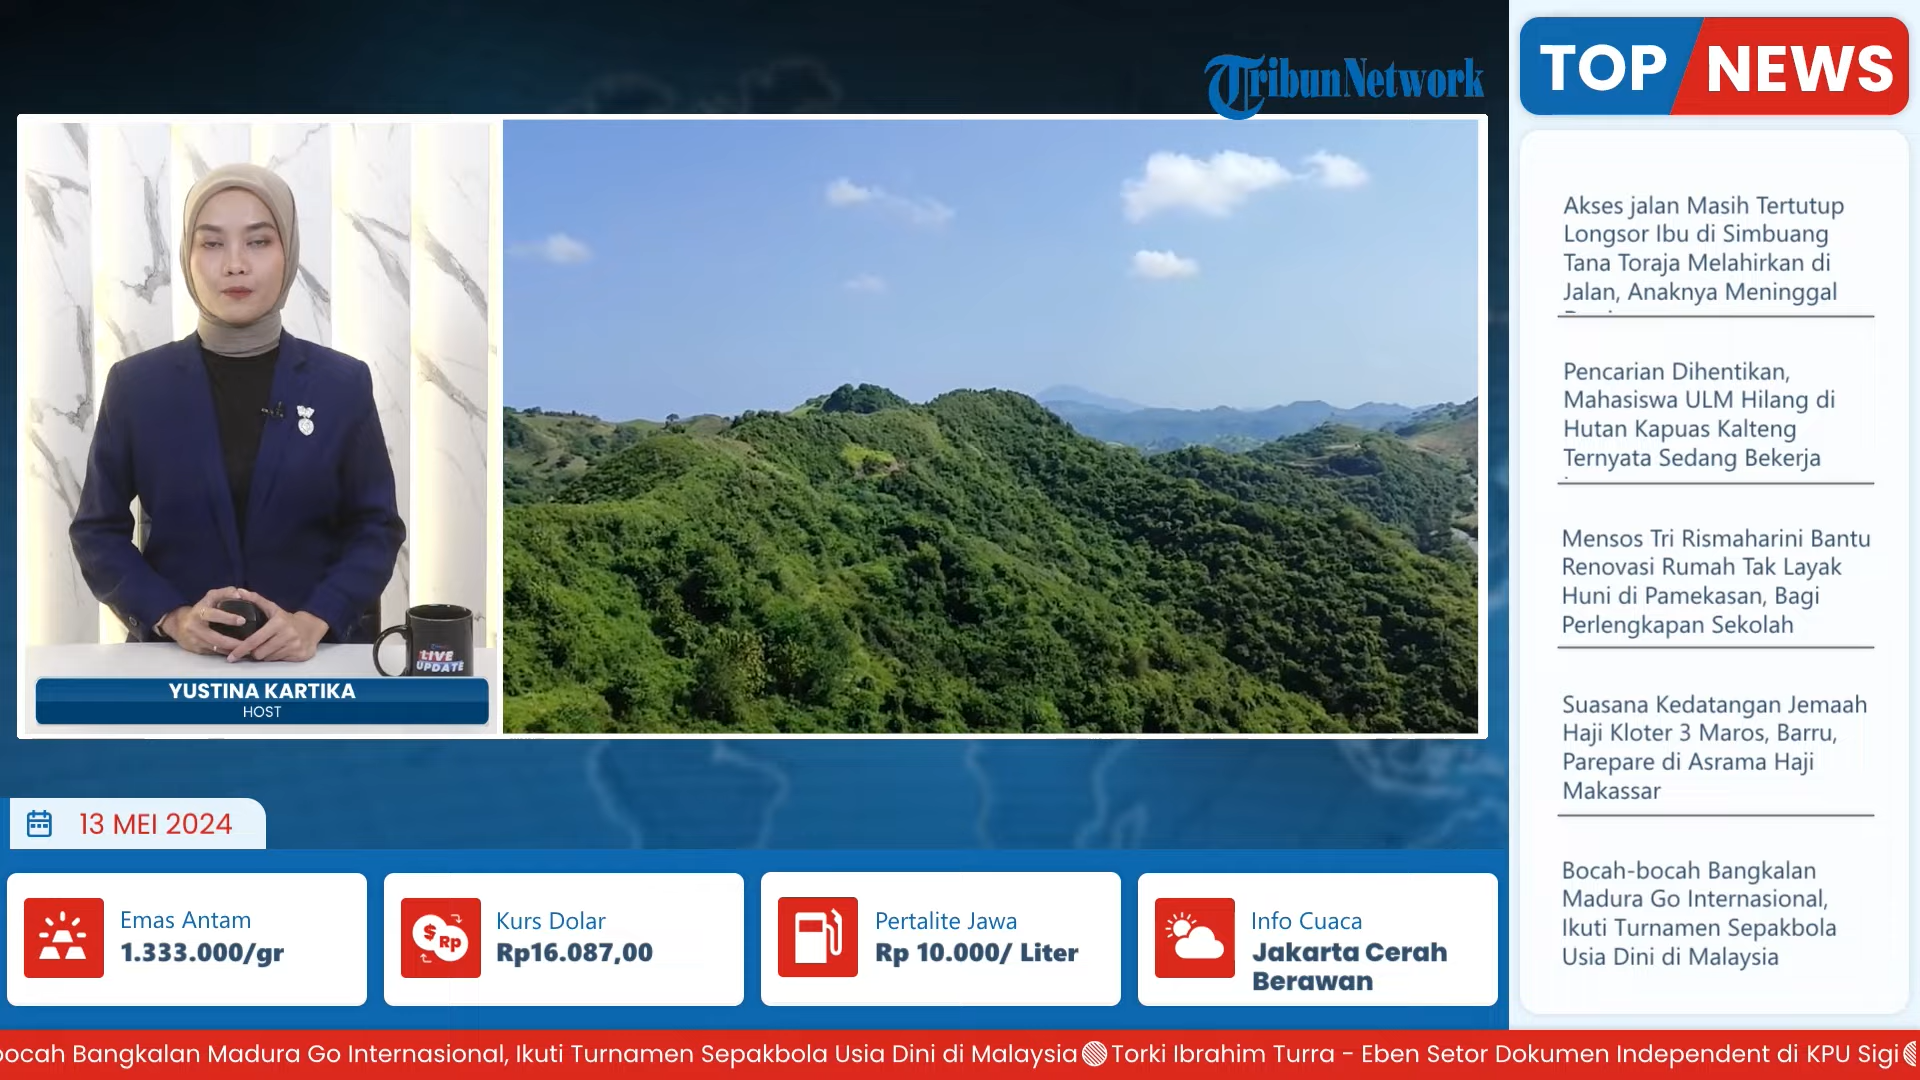 TribunNetwork
TOP NEWS
LIVE
UPDATE
YUSTINA KARTIKA
HOST
Akses jalan Masih Tertutup
Longsor Ibu di Simbuang
Tana Toraja Melahirkan di
Jalan, Anaknya Meninggal
Pencarian Dihentikan,
Mahasiswa ULM Hilang di
Hutan Kapuas Kalteng
Ternyata Sedang Bekerja
Mensos Tri Rismaharini Bantu
Renovasi Rumah Tak Layak
Huni di Pamekasan, Bagi
Perlengkapan Sekolah
Suasana Kedatangan Jemaah
Haji Kloter 3 Maros, Barru,
Parepare di Asrama Haji
Makassar
Bocah-bocah Bangkalan
Madura Go Internasional,
Ikuti Turnamen Sepakbola
Usia Dini di Malaysia
13 MEI 2024
Emas Antam
1.333.000/gr
Kurs Dolar
Rp16.087,00
Pertalite Jawa
Rp 10.000/ Liter
Info Cuaca
Jakarta Cerah
Berawan
bocah Bangkalan Madura Go Internasional, Ikuti Turnamen Sepakbola Usia Dini di Malaysia Torki Ibrahim Turra - Eben Setor Dokumen Independent di KPU Sigi